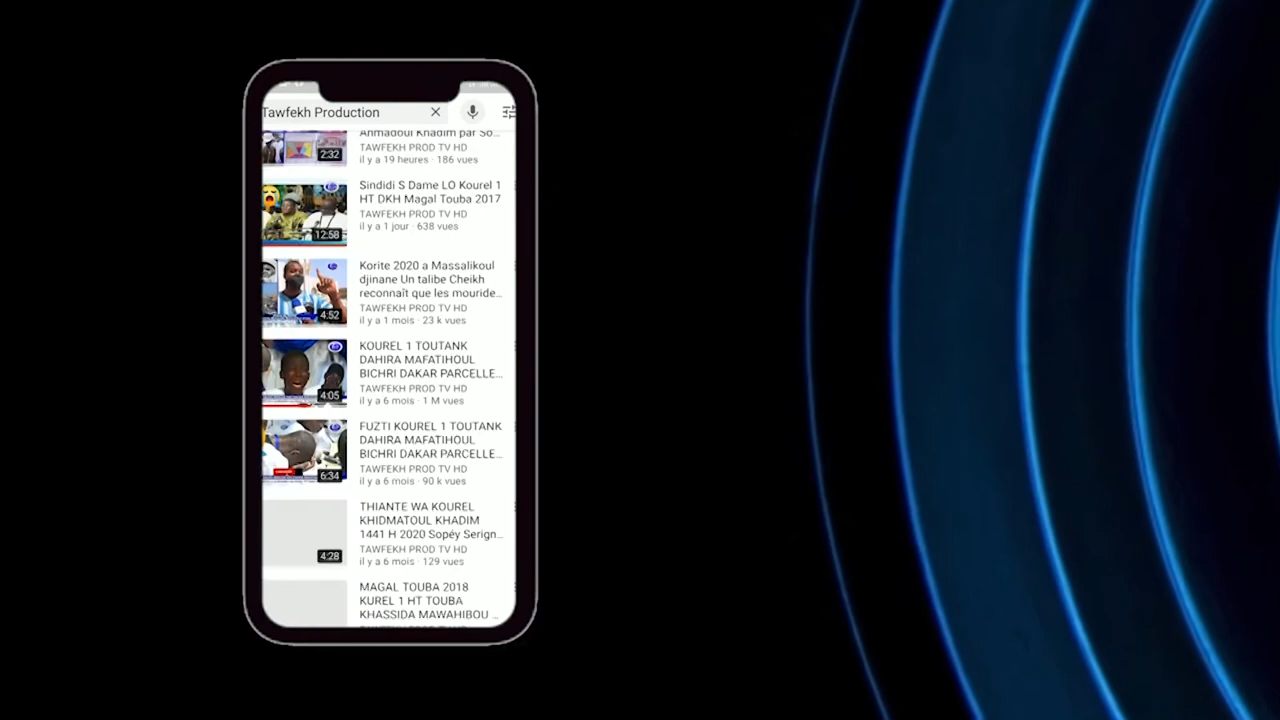 Tawfekh Production
Ahmadoul Khadim par So...
2:32
TAWFEKH PROD TV HD
il y a 19 heures · 186 vues
Sindidi S Dame LO Kourel 1
HT DKH Magal Touba 2017
TAWFEKH PROD TV HD
12:58
il y a 1 jour · 638 vues
Korite 2020 a Massalikoul
djinane Un talibe Cheikh
reconnaît que les mouride...
TAWFEKH PROD TV HD
4:52
il y a 1 mois · 23 k vues
KOUREL 1 TOUTANK
DAHIRA MAFATIHOUL
BICHRI DAKAR PARCELLE...
TAWFEKH PROD TV HD
4:05
il y a 6 mois · 1 M vues
FUZTI KOUREL 1 TOUTANK
DAHIRA MAFATIHOUL
BICHRI DAKAR PARCELLE...
TAWFEKH PROD TV HD
6:34
il y a 6 mois · 90 k vues
THIANTE WA KOUREL
KHIDMATOUL KHADIM
1441 H 2020 Sopéy Serign...
TAWFEKH PROD TV HD
4:28
il y a 6 mois · 129 vues
MAGAL TOUBA 2018
KUREL 1 HT TOUBA
KHASSIDA MAWAHIBOU ...